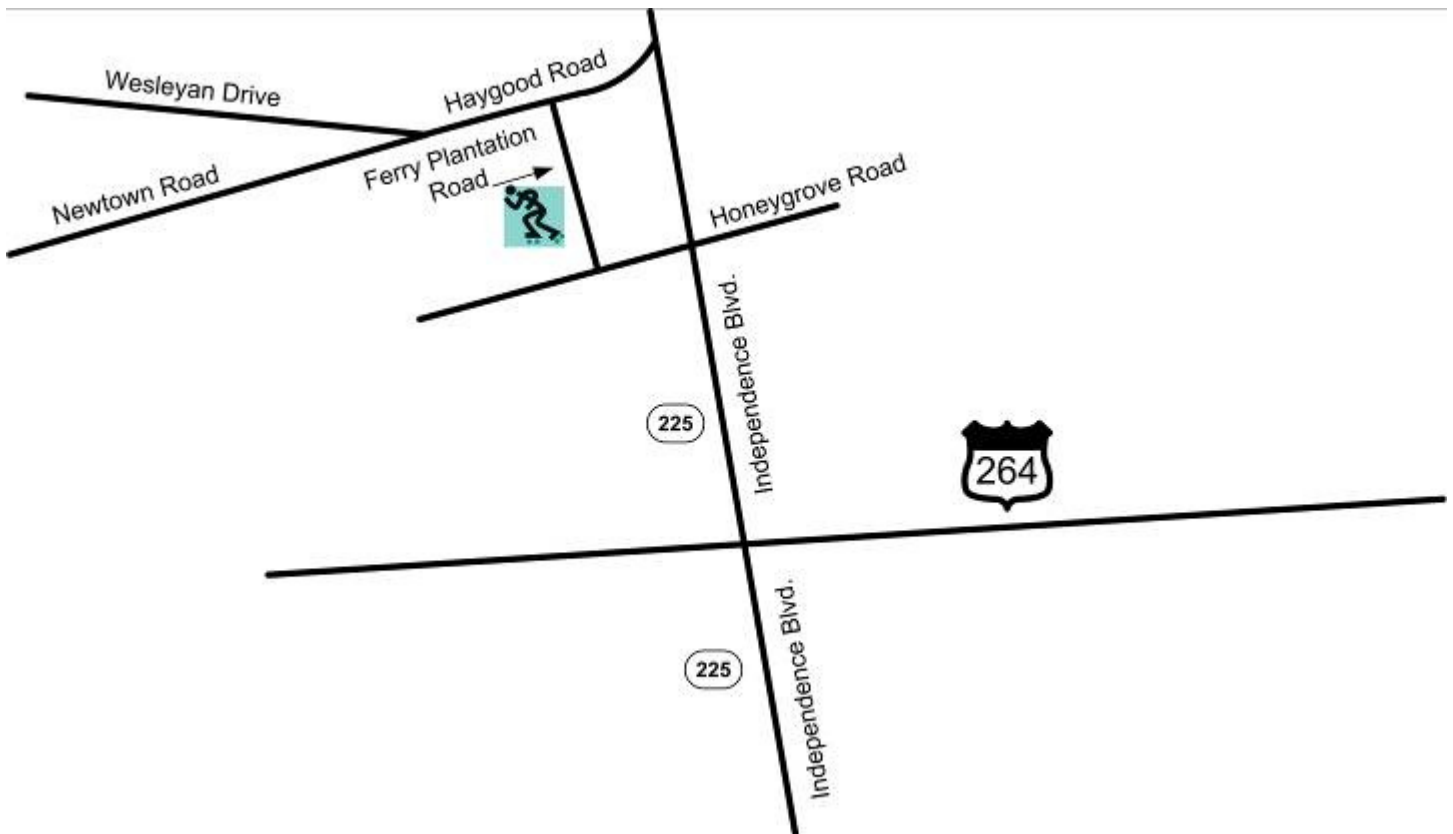 Wesleyan Drive
Haygood Road
Ferry Plantation
Road
Newtown Road
Honeygrove Road
Independence Blvd.
225
264
Independence Blvd.
225